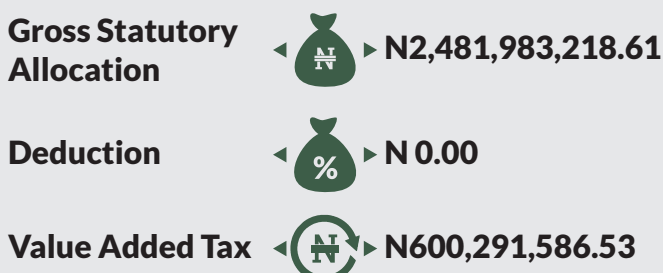 Gross Statutory
Allocation
₦
N2,481,983,218.61
Deduction
%
N 0.00
Value Added Tax
₦
N600,291,586.53